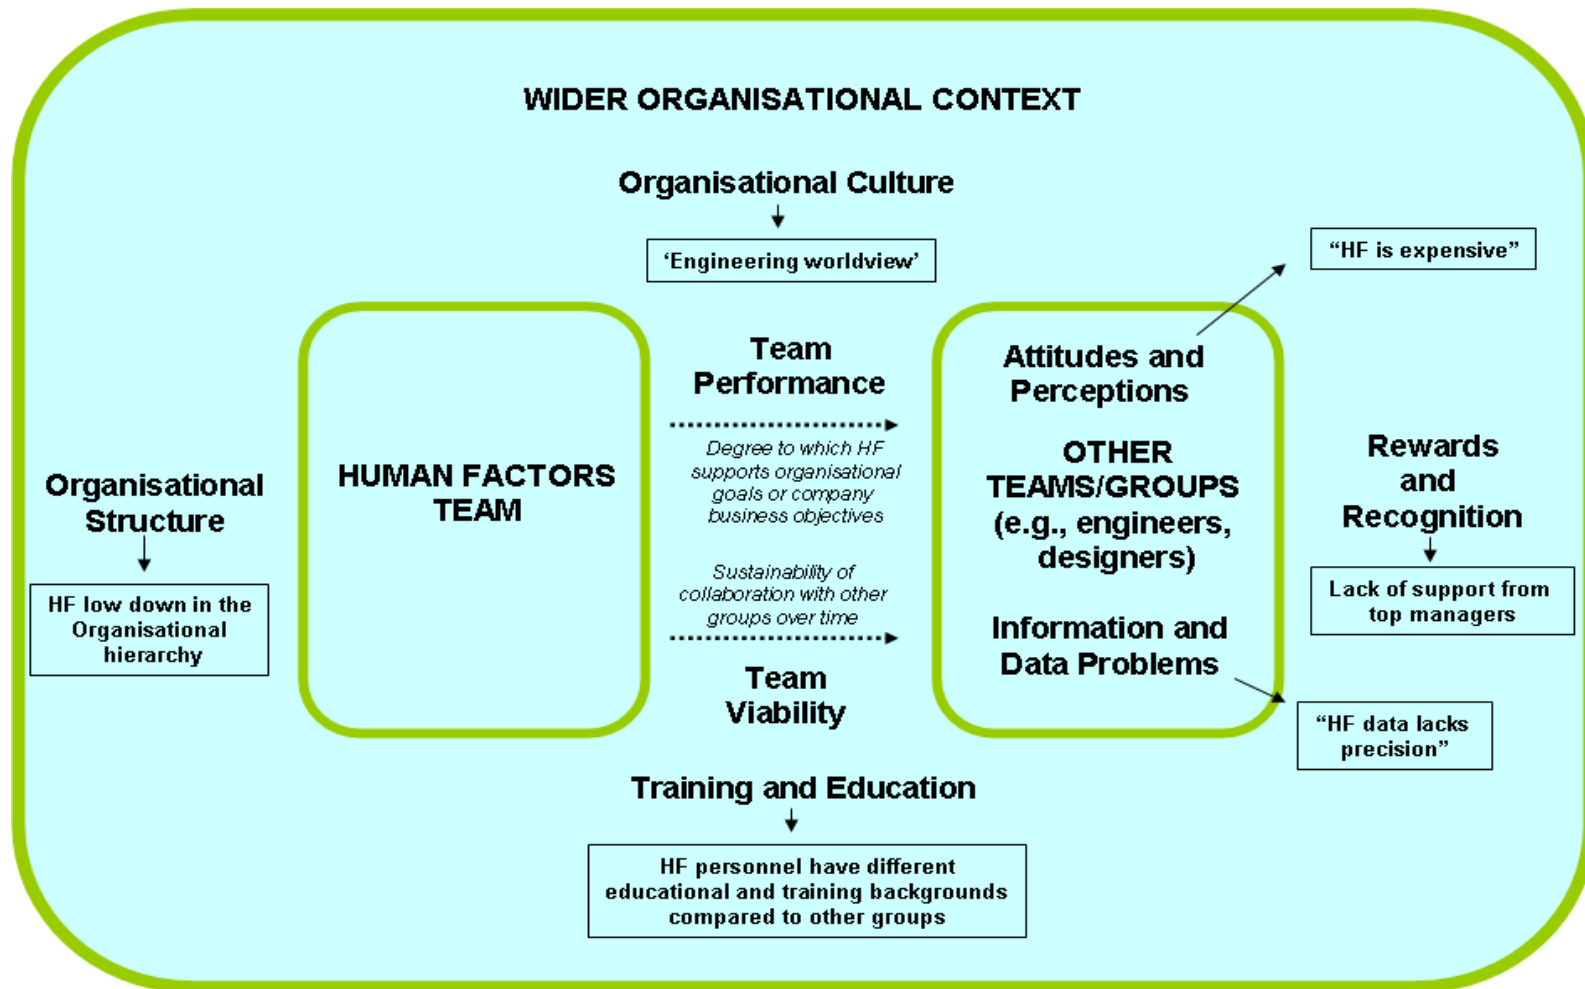 WIDER ORGANISATIONAL CONTEXT
Organisational Culture
‘Engineering worldview’
“HF is expensive”
Organisational
Structure
HF low down in the
Organisational
hierarchy
HUMAN FACTORS
TEAM
Team
Performance
Degree to which HF
supports organisational
goals or company
business objectives
Sustainability of
collaboration with other
groups over time
Team
Viability
Attitudes and
Perceptions
OTHER
TEAMS/GROUPS
(e.g., engineers,
designers)
Information and
Data Problems
Rewards
and
Recognition
Lack of support from
top managers
“HF data lacks
precision”
Training and Education
HF personnel have different
educational and training backgrounds
compared to other groups